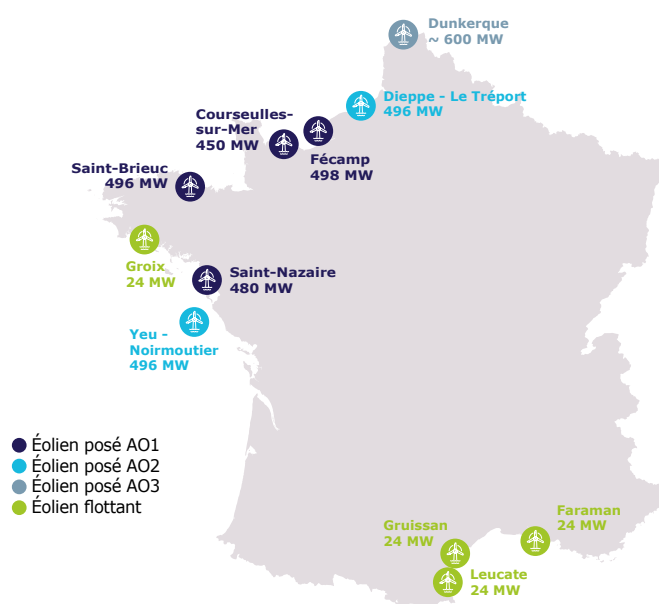 Dunkerque
~ 600 MW
Dieppe - Le Tréport
496 MW
Courseulles-
sur-Mer
450 MW
Fécamp
498 MW
Saint-Brieuc
496 MW
Groix
24 MW
Saint-Nazaire
480 MW
Yeu -
Noirmoutier
496 MW
Éolien posé AO1
Éolien posé AO2
Éolien posé AO3
Éolien flottant
Gruissan
24 MW
Faraman
24 MW
Leucate
24 MW